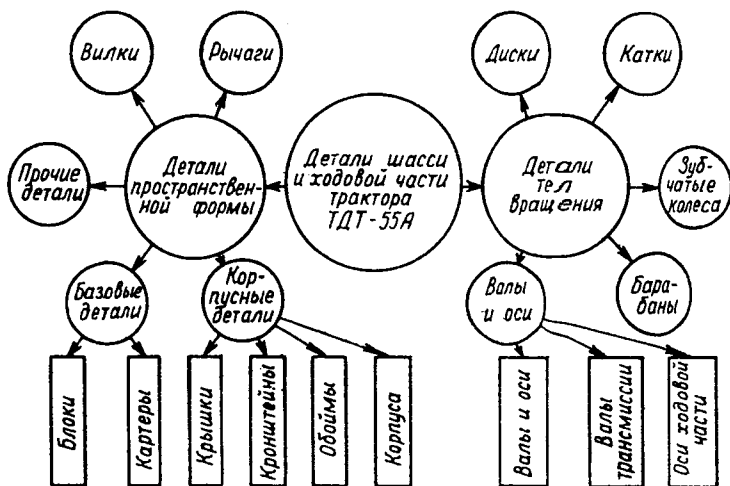 Вилки
Рычаги
Диски
Катки
Прочие
детали
Детали
пространствен-
ной формы
Детали шасси
и ходовой части
трактора
ТДТ-55А
Детали
тел
вращения
Зуб-
чатые
колеса
Базовые
детали
Кор-
пусные
детали
Валы
и оси
Бара-
баны
Блоки
Картеры
Крышки
Кронштейны
Обоймы
Корпуса
Валы и оси
Валы
трансмиссии
Оси ходовой
части